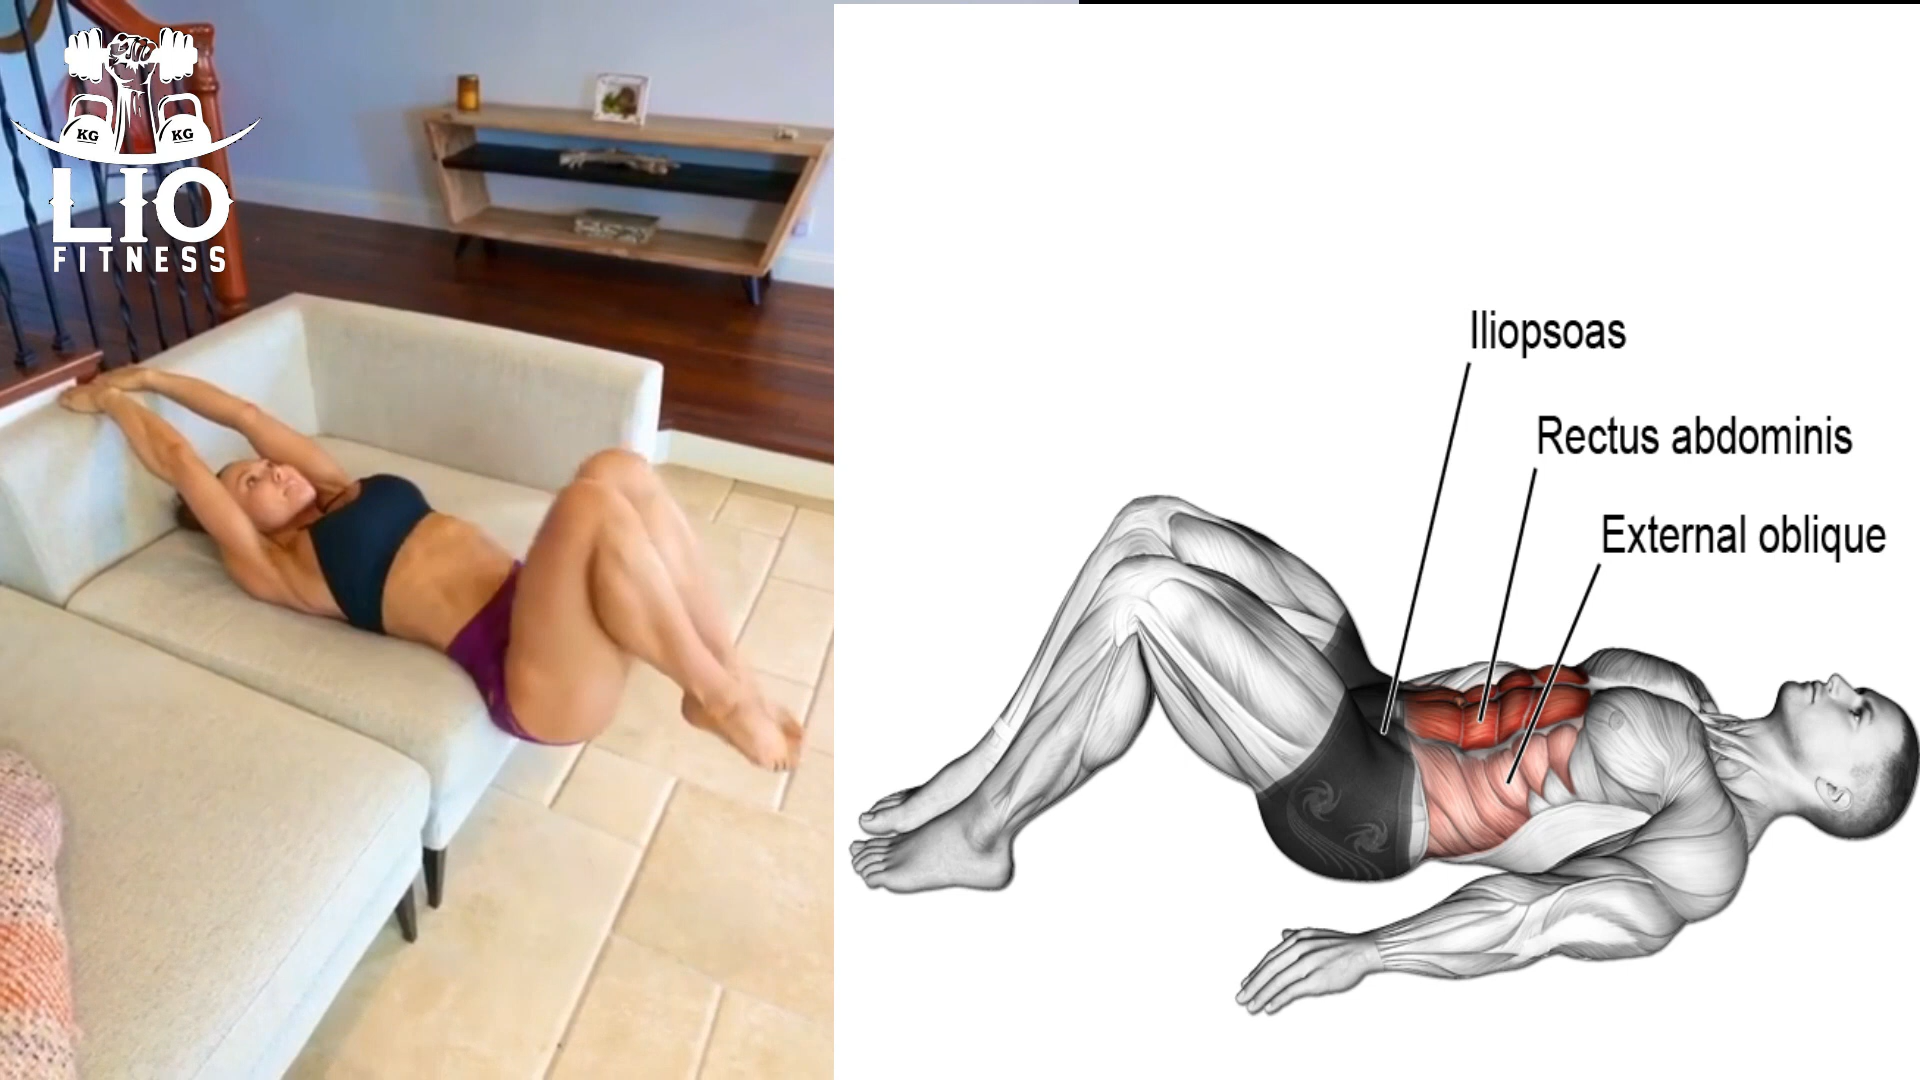 KG KG
LIO
FITNESS
Iliopsoas
Rectus abdominis
External oblique